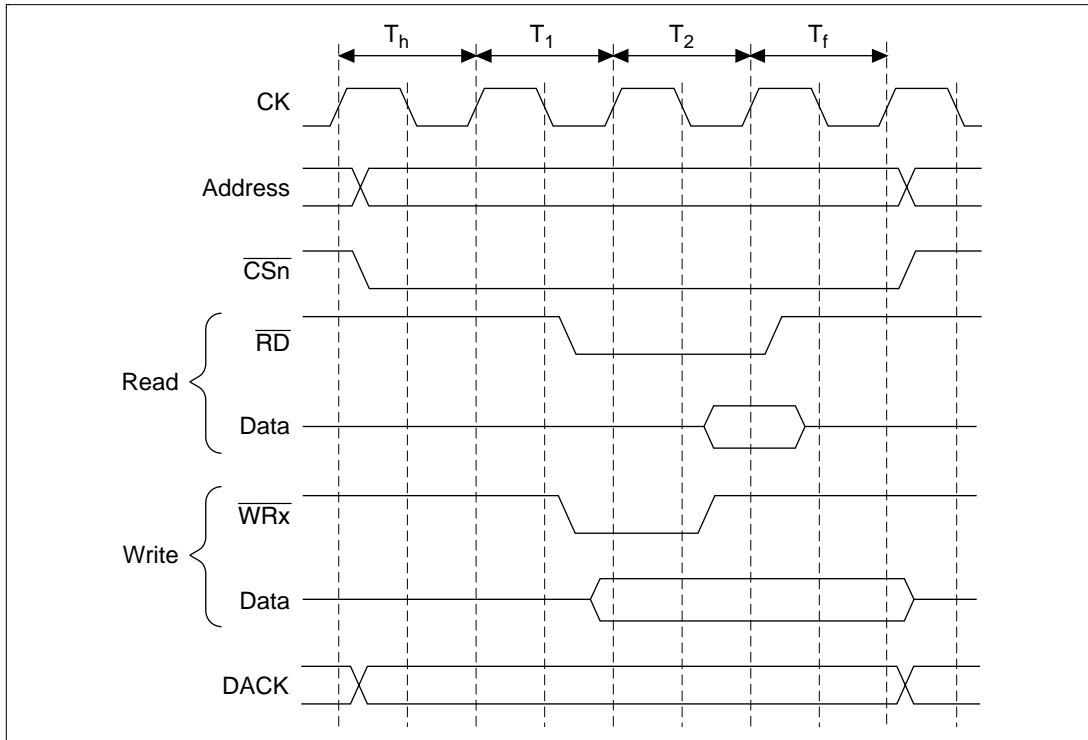 Th T1 T2 Tf
CK
Address
CSn
RD
Read
Data
WRx
Write
Data
DACK